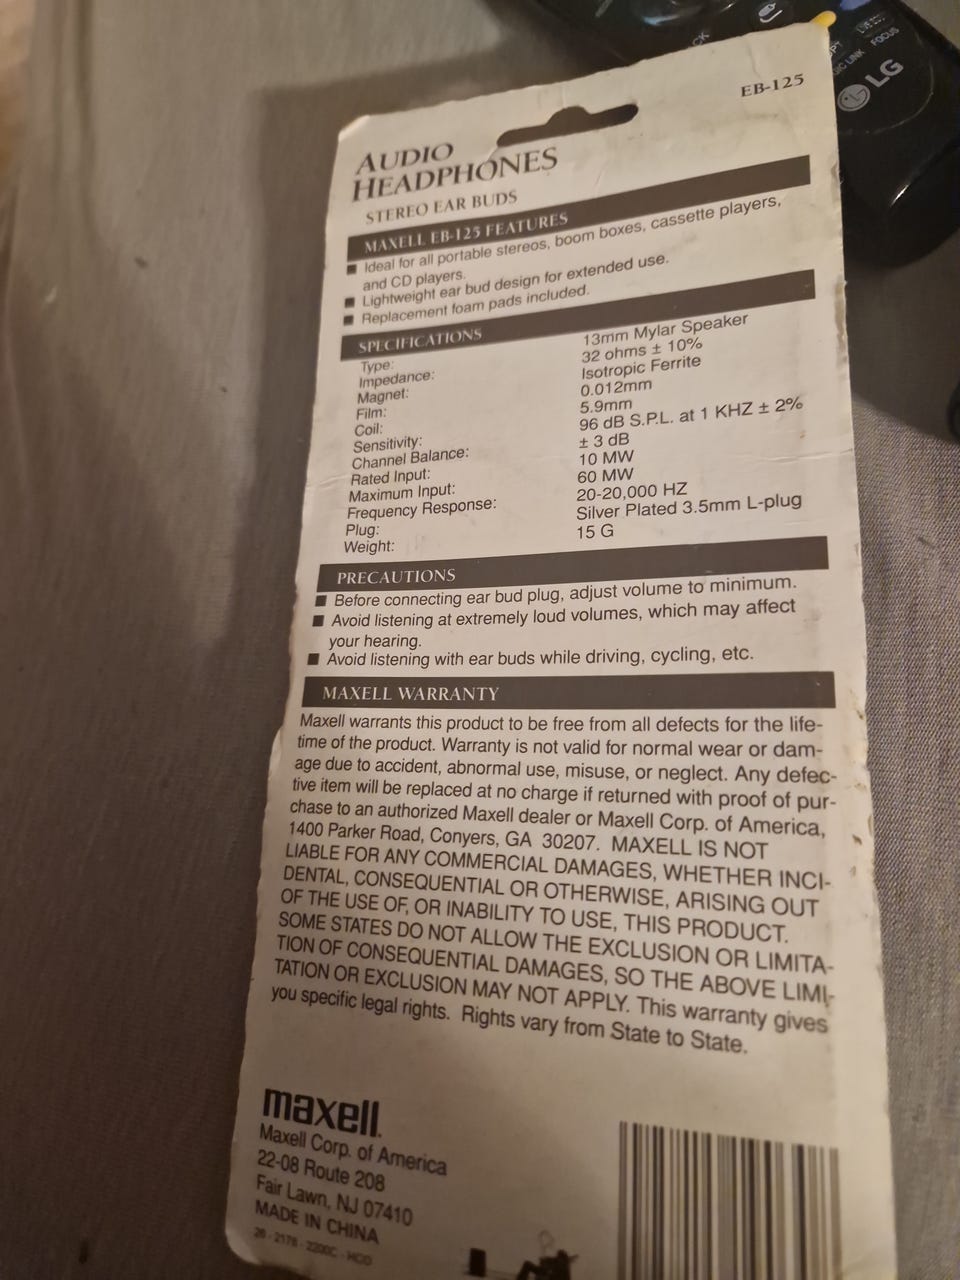 EB-125
AUDIO
HEADPHONES
STEREO EAR BUDS
MAXELL EB-125 FEATURES
■ Ideal for all portable stereos, boom boxes, cassette players,
and CD players.
■ Lightweight ear bud design for extended use.
■ Replacement foam pads included.
SPECIFICATIONS
Type: 13mm Mylar Speaker
Impedance: 32 ohms ± 10%
Magnet: Isotropic Ferrite
Film: 0.012mm
Coil: 5.9mm
Sensitivity: 96 dB S.P.L. at 1 KHZ ± 2%
Channel Balance: ± 3 dB
Rated Input: 10 MW
Maximum Input: 60 MW
Frequency Response: 20-20,000 HZ
Plug: Silver Plated 3.5mm L-plug
Weight: 15 G
PRECAUTIONS
■ Before connecting ear bud plug, adjust volume to minimum.
■ Avoid listening at extremely loud volumes, which may affect
your hearing.
■ Avoid listening with ear buds while driving, cycling, etc.
MAXELL WARRANTY
Maxell warrants this product to be free from all defects for the life-
time of the product. Warranty is not valid for normal wear or dam-
age due to accident, abnormal use, misuse, or neglect. Any defec-
tive item will be replaced at no charge if returned with proof of pur-
chase to an authorized Maxell dealer or Maxell Corp. of America,
1400 Parker Road, Conyers, GA 30207. MAXELL IS NOT
LIABLE FOR ANY COMMERCIAL DAMAGES, WHETHER INCI-
DENTAL, CONSEQUENTIAL OR OTHERWISE, ARISING OUT
OF THE USE OF, OR INABILITY TO USE, THIS PRODUCT.
SOME STATES DO NOT ALLOW THE EXCLUSION OR LIMITA-
TION OF CONSEQUENTIAL DAMAGES, SO THE ABOVE LIMI-
TATION OR EXCLUSION MAY NOT APPLY. This warranty gives
you specific legal rights. Rights vary from State to State.
maxell.
Maxell Corp. of America
22-08 Route 208
Fair Lawn, NJ 07410
MADE IN CHINA
26 - 2178 - 2200C - HCO
FOCUS
LINK
LG